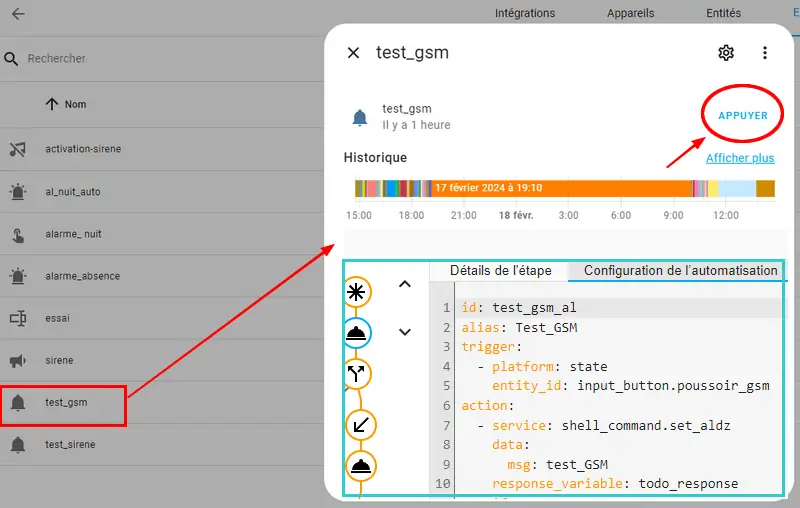 Intégrations Appareils Entités E
Rechercher
Nom
activation-sirene
al_nuit_auto
alarme_ nuit
alarme_absence
essai
sirene
test_gsm
test_sirene
test_gsm
test_gsm
Il y a 1 heure
APPUYER
Historique
Afficher plus
17 février 2024 à 19:10
15:00 18:00 21:00 18 févr. 3:00 6:00 9:00 12:00
Détails de l'étape Configuration de l'automatisation
1 id: test_gsm_al
2 alias: Test_GSM
3 trigger:
4 - platform: state
5 entity_id: input_button.poussoir_gsm
6 action:
7 - service: shell_command.set_aldz
8 data:
9 msg: test_GSM
10 response_variable: todo_response